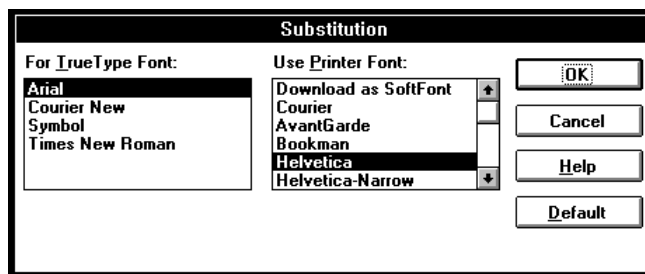 Substitution
For TrueType Font:
Arial
Courier New
Symbol
Times New Roman
Use Printer Font:
Download as SoftFont
Courier
AvantGarde
Bookman
Helvetica
Helvetica-Narrow
OK
Cancel
Help
Default